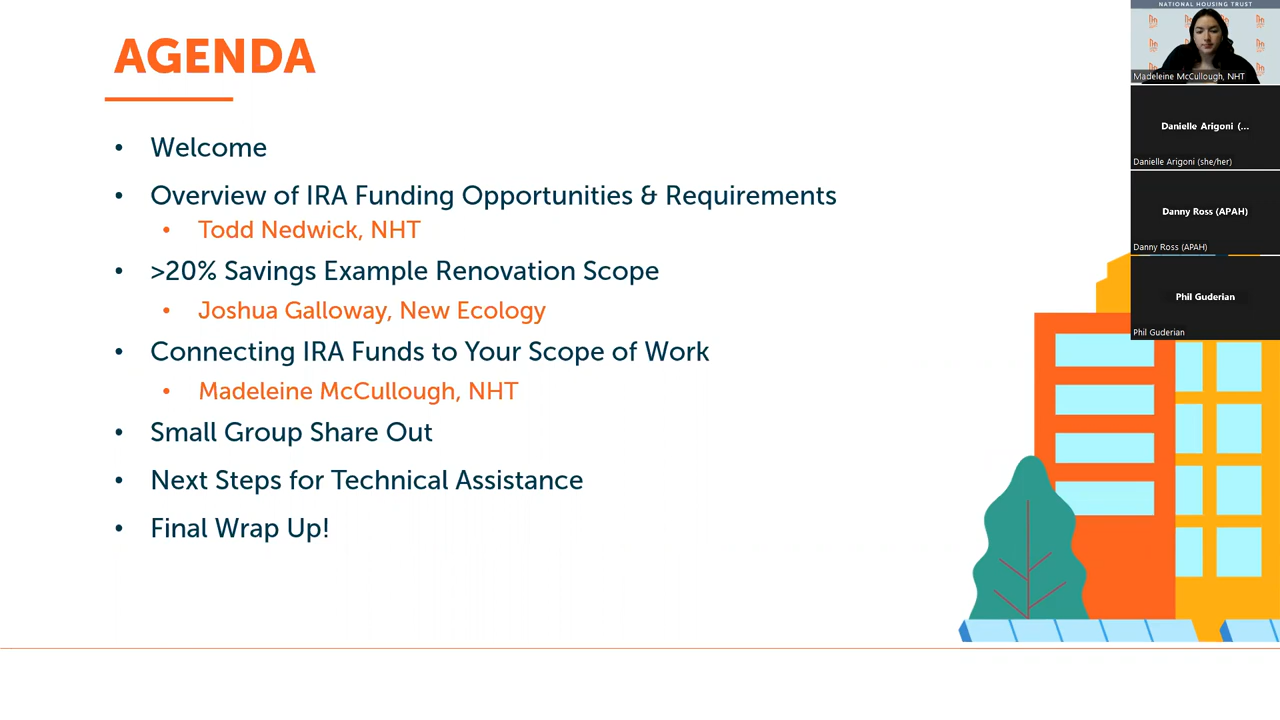 AGENDA
• Welcome
• Overview of IRA Funding Opportunities & Requirements
• Todd Nedwick, NHT
• >20% Savings Example Renovation Scope
• Joshua Galloway, New Ecology
• Connecting IRA Funds to Your Scope of Work
• Madeleine McCullough, NHT
• Small Group Share Out
• Next Steps for Technical Assistance
• Final Wrap Up!
NATIONAL HOUSING TRUST
Madeleine McCullough, NHT
Danielle Arigoni (...
Danielle Arigoni (she/her)
Danny Ross (APAH)
Danny Ross (APAH)
Phil Guderian
Phil Guderian